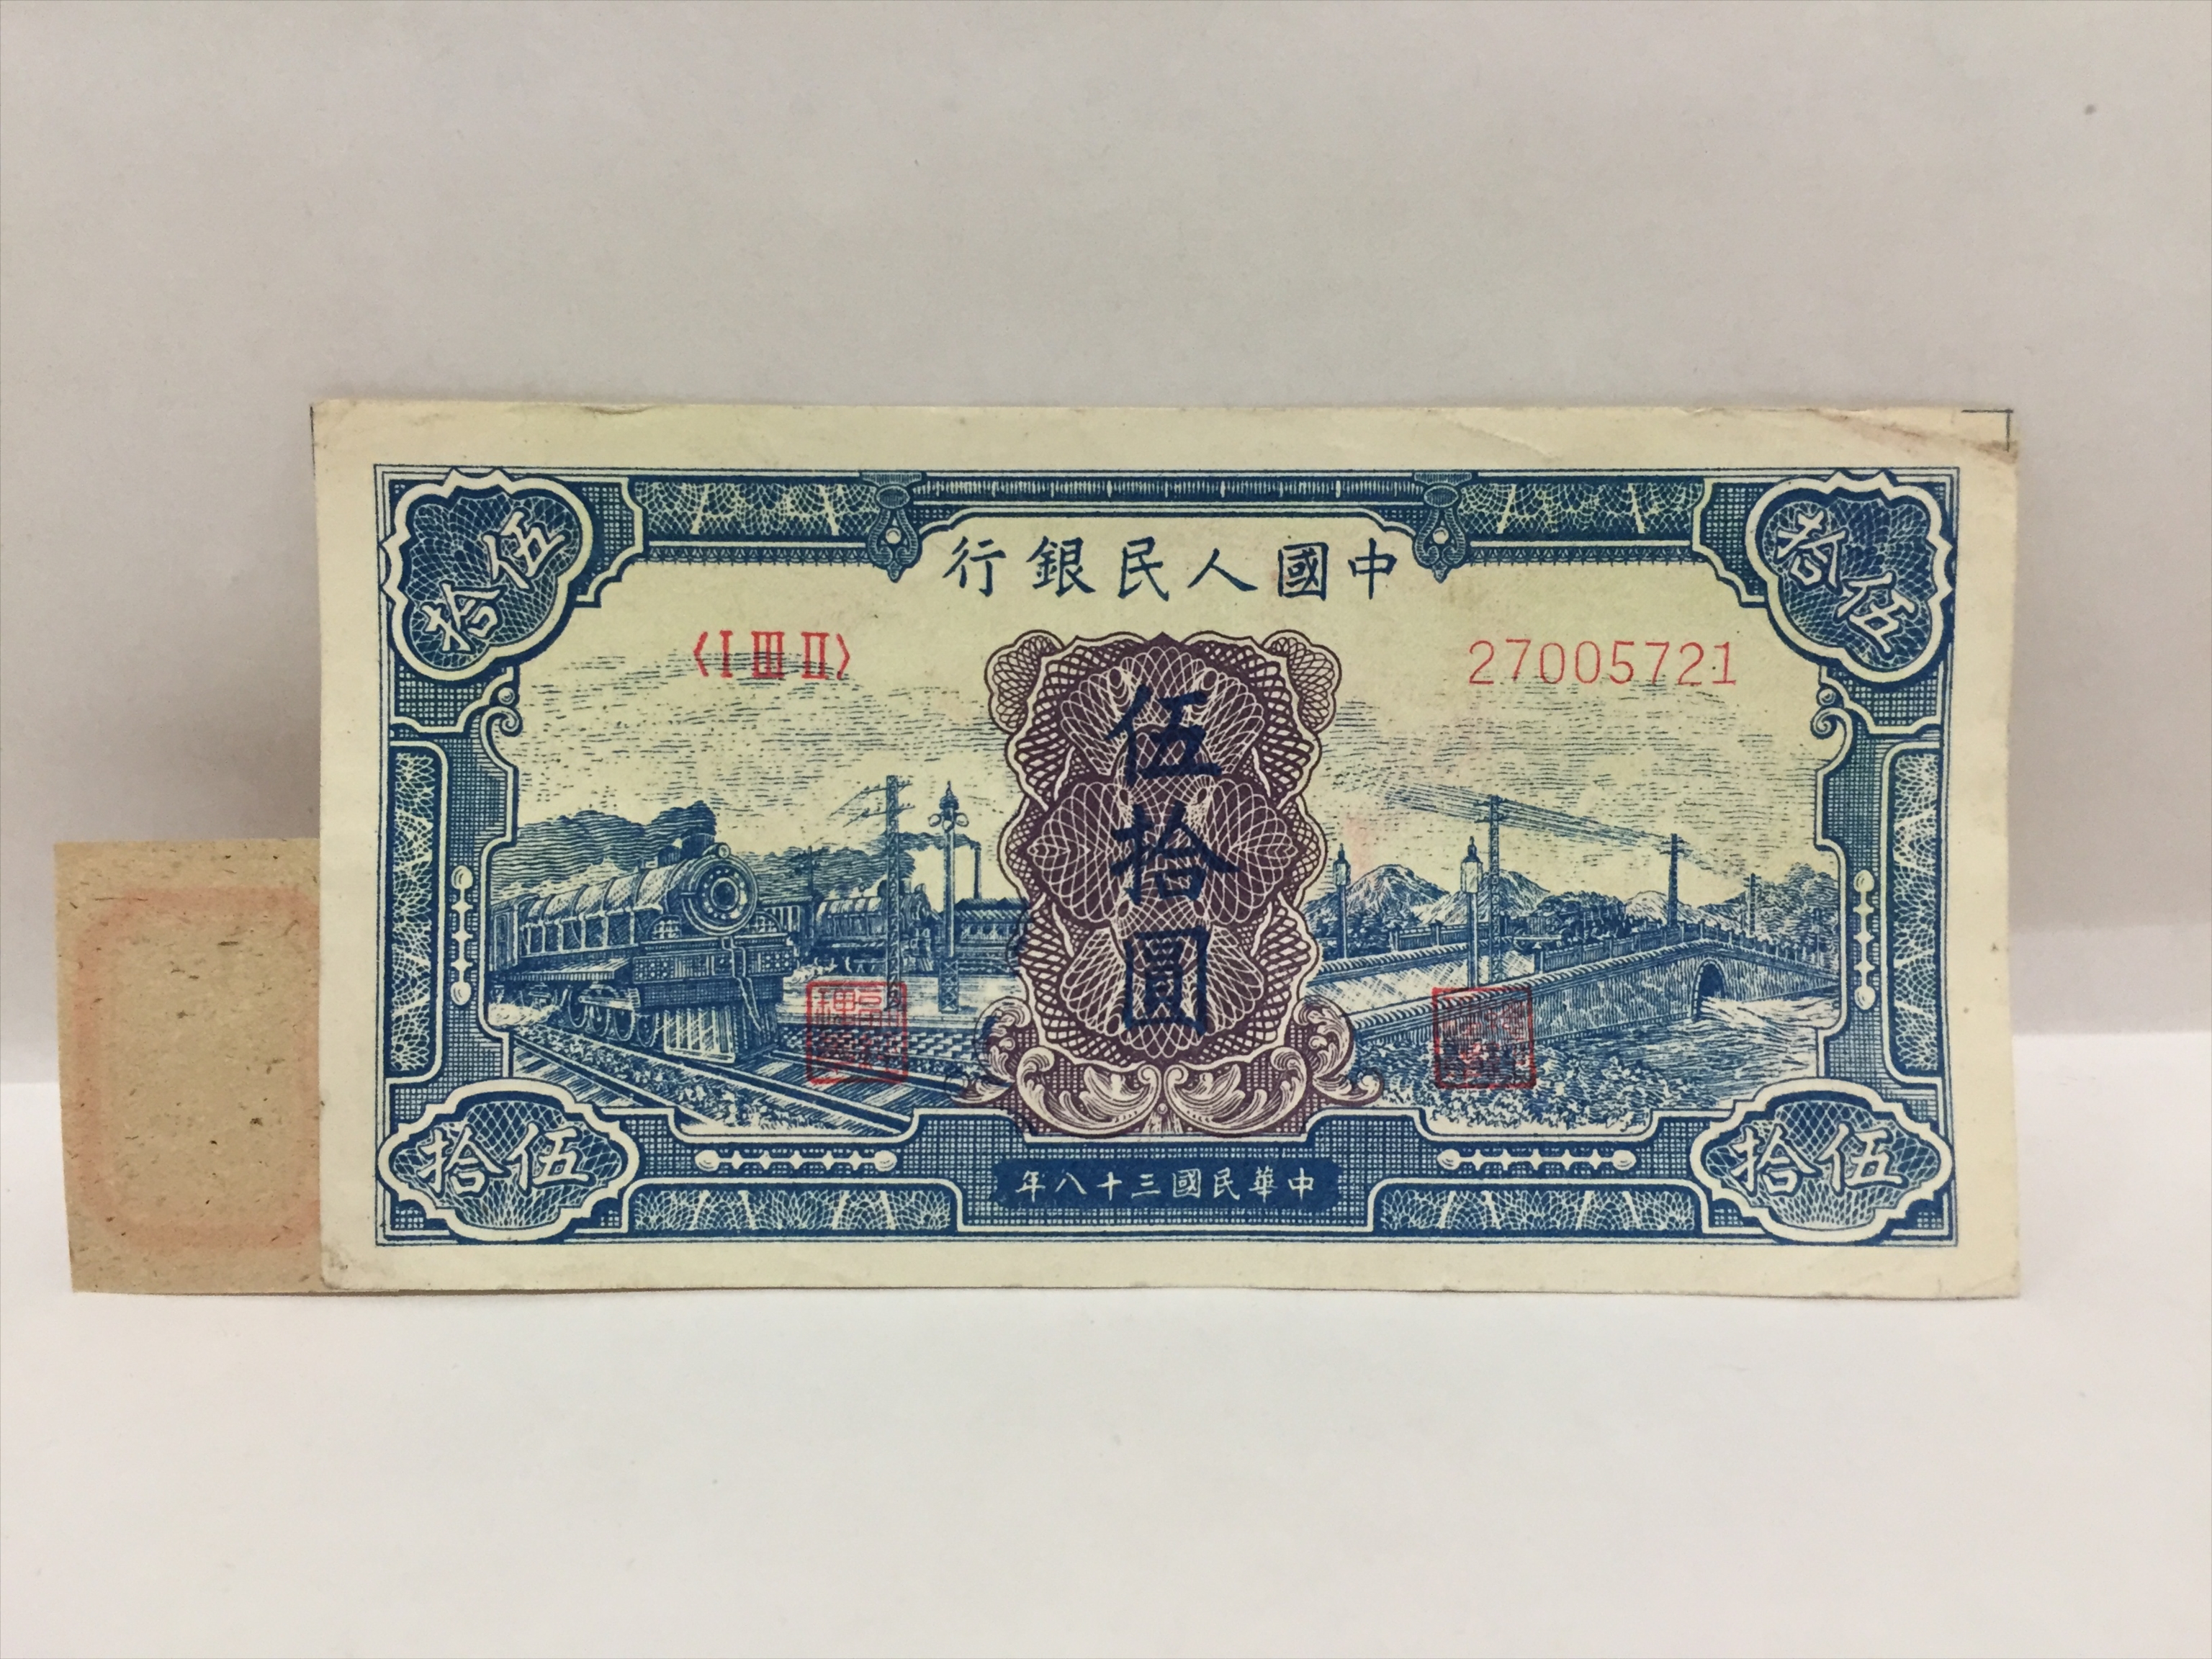 中國人民銀行
伍拾
伍拾
〈I III II〉
27005721
伍拾圓
伍拾
中華民國三十八年
伍拾